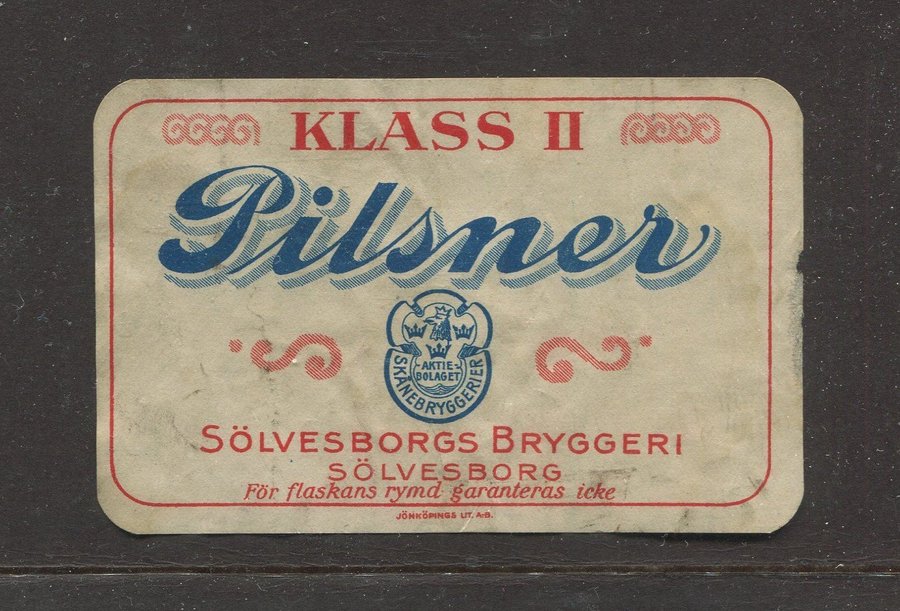 KLASS II
Pilsner
AKTIE-
BOLAGET
SKÅNEBRYGGERIER
SÖLVESBORGS BRYGGERI
SÖLVESBORG
För flaskans rymd garanteras icke
JÖNKÖPINGS LIT. A-B.